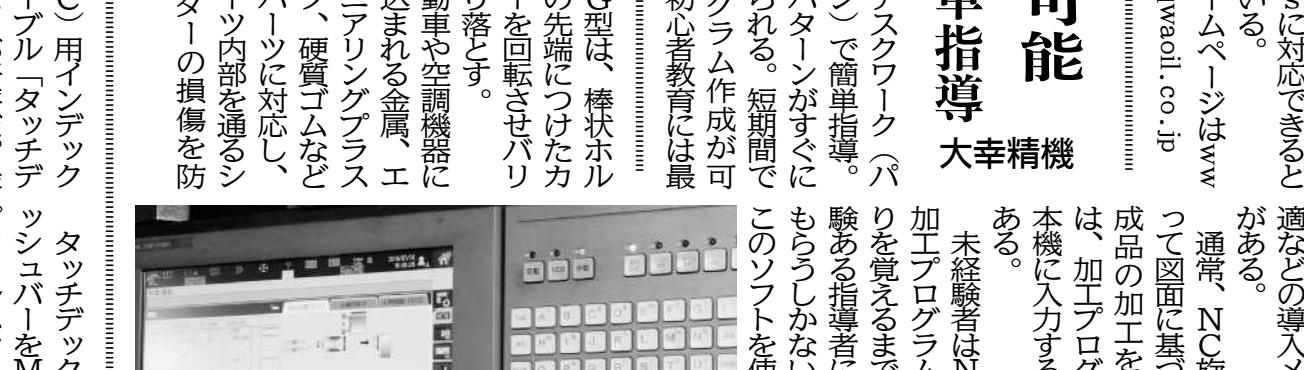 sに対応できると
いる。
ームページはww
qwaoil.co.jp
可能
単指導
大幸精機
デスクワーク（パ
ン）で簡単指導。
パターンがすぐに
られる。短期間で
グラム作成が可
初心者教育には最
適などの導入メ
がある。
通常、NC旋
って図面に基づ
成品の加工を
は、加工プログ
本機に入力する
ある。
未経験者はN
加工プログラム
りを覚えるまで
験ある指導者に
もらうしかない
このソフトを使
G型は、棒状ホル
の先端につけたカ
ーを回転させバリ
り落とす。
動車や空調機器に
込まれる金属、エ
ニアリングプラス
ク、硬質ゴムなど
パーツに対応し、
ーツ内部を通るシ
ターの損傷を防
C）用インデック
ーブル「タッチデ
タッチデック
ッシュバーをM